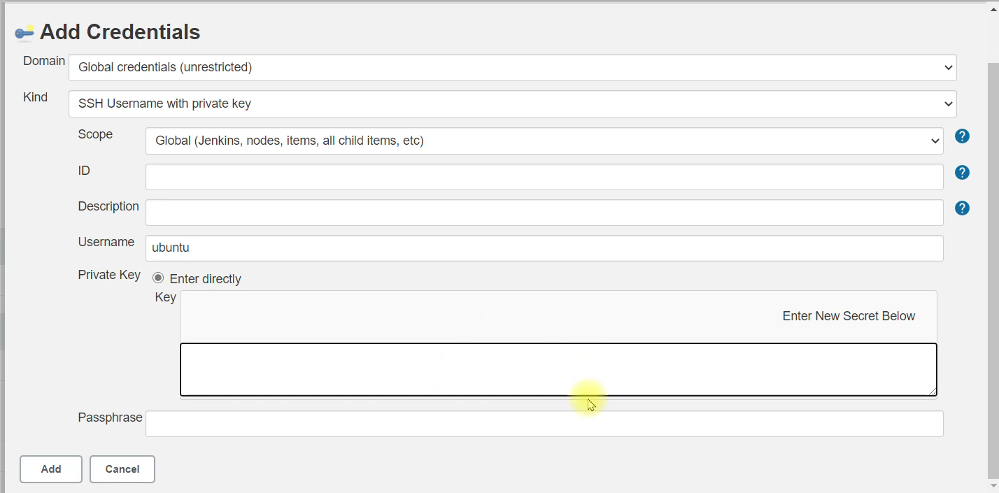 Add Credentials
Domain
Global credentials (unrestricted)
Kind
SSH Username with private key
Scope
Global (Jenkins, nodes, items, all child items, etc)
?
ID
?
Description
?
Username
ubuntu
Private Key
Enter directly
Key
Enter New Secret Below
Passphrase
Add
Cancel